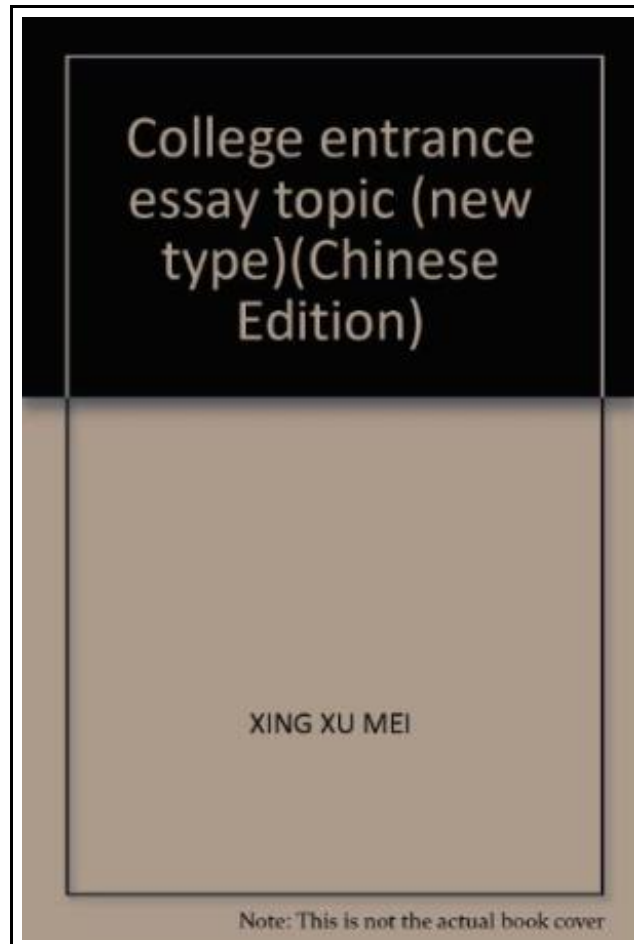 College entrance
essay topic (new
type)(Chinese
Edition)
XING XU MEI
Note: This is not the actual book cover